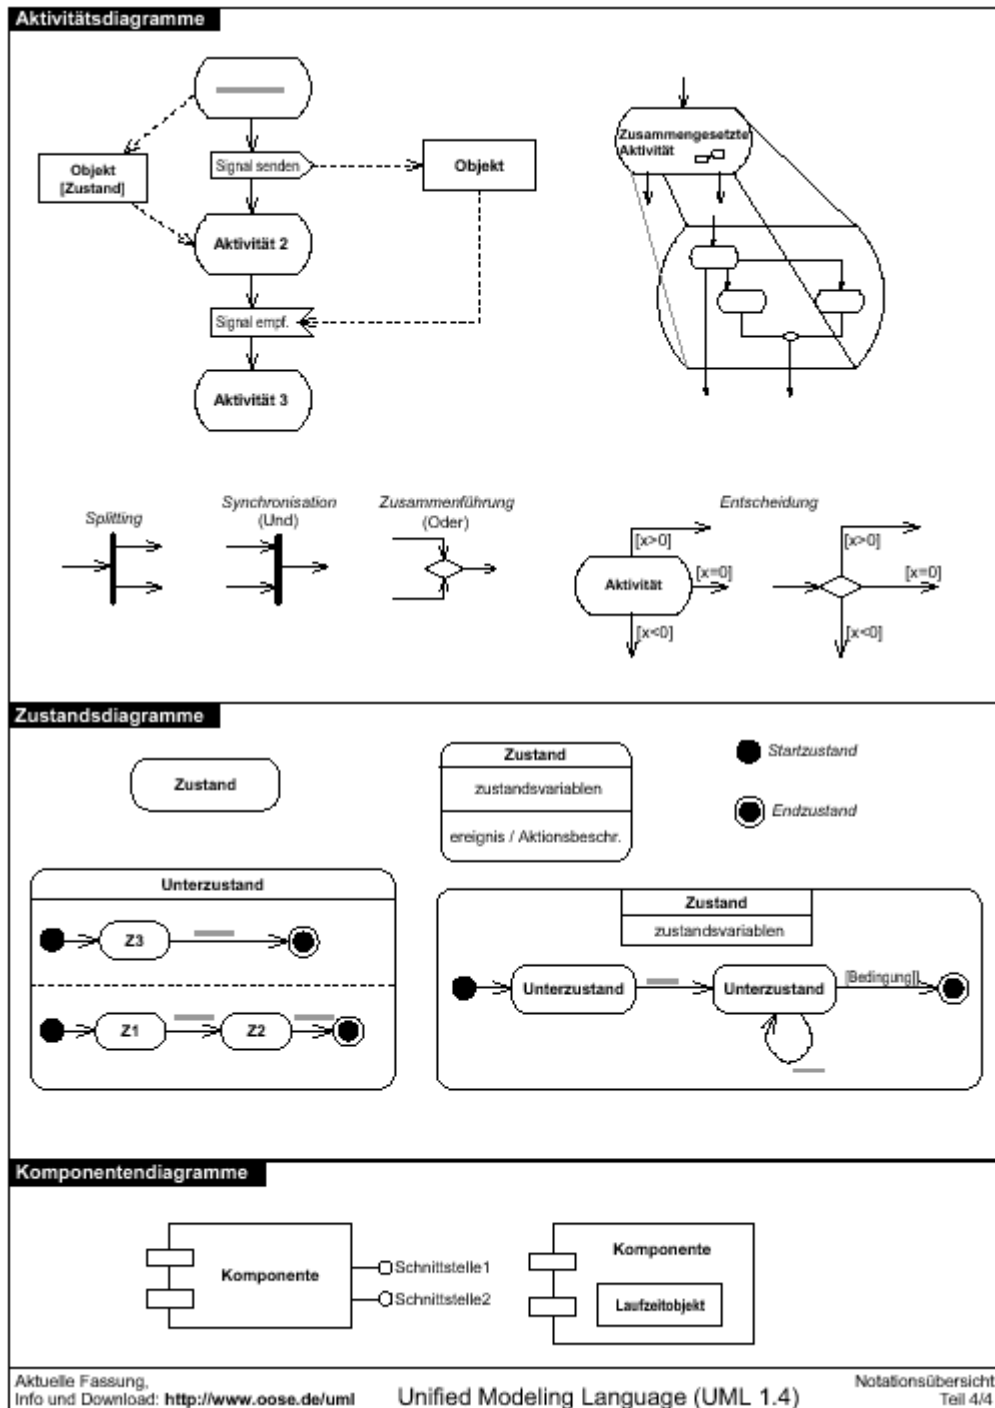 Aktivitätsdiagramme
Objekt
[Zustand]
Signal senden
Objekt
Aktivität 2
Signal empf.
Aktivität 3
Zusammengesetzte
Aktivität
Splitting
Synchronisation
(Und)
Zusammenführung
(Oder)
Entscheidung
[x>0]
Aktivität
[x=0]
[x<0]
[x>0]
[x=0]
[x<0]
Zustandsdiagramme
Zustand
Zustand
zustandsvariablen
ereignis / Aktionsbeschr.
Startzustand
Endzustand
Unterzustand
Z3
Z1
Z2
Zustand
zustandsvariablen
Unterzustand
Unterzustand
[Bedingung]
Komponentendiagramme
Komponente
Schnittstelle1
Schnittstelle2
Komponente
Laufzeitobjekt
Aktuelle Fassung,
Info und Download: http://www.oose.de/uml
Unified Modeling Language (UML 1.4)
Notationsübersicht
Teil 4/4